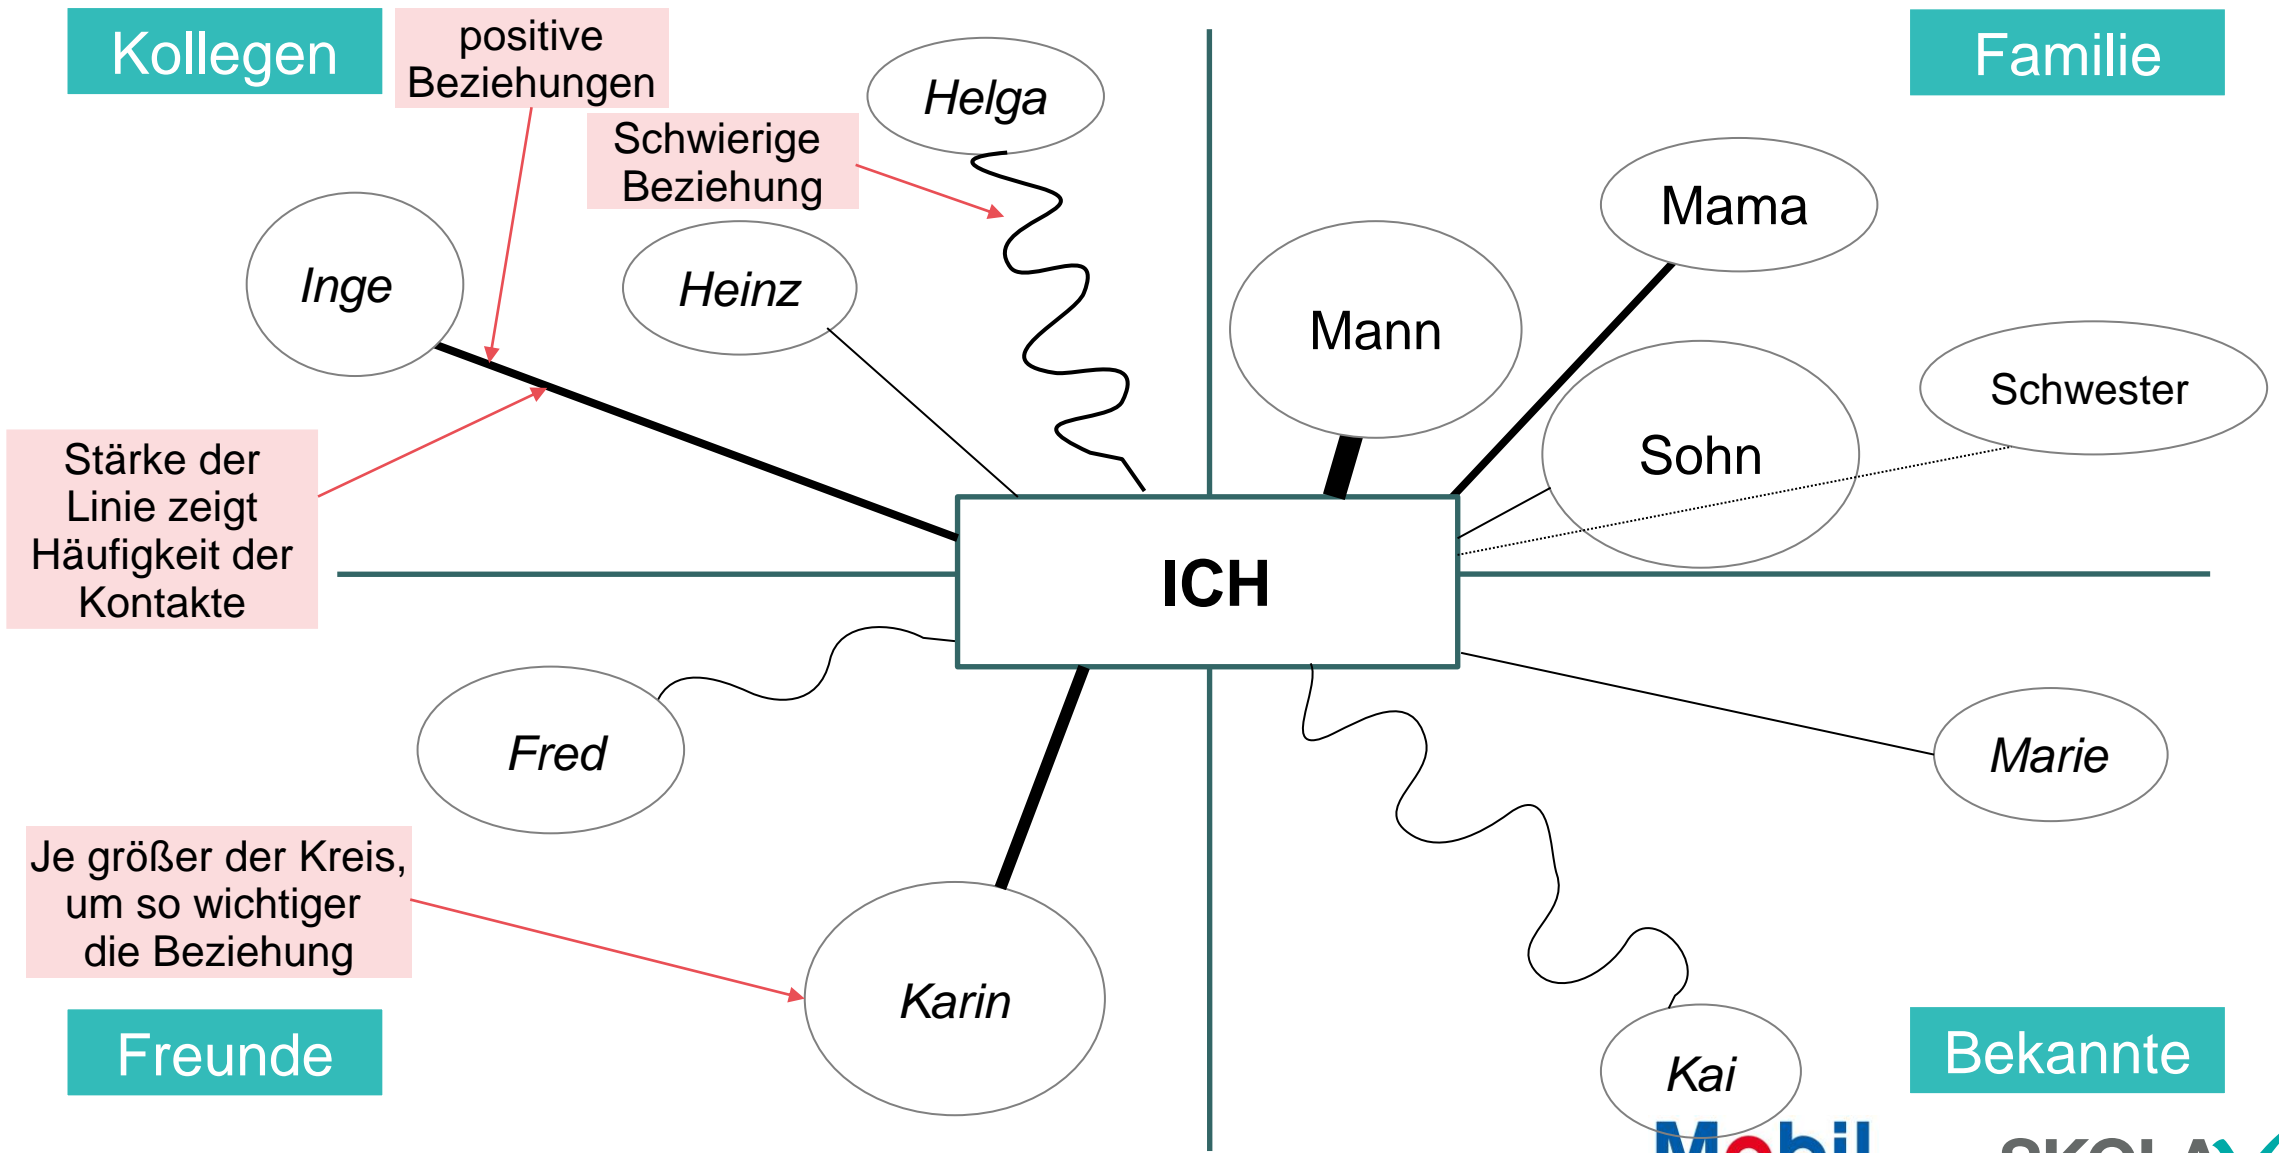 Kollegen
positive
Beziehungen
Familie
Helga
Schwierige
Beziehung
Mama
Inge
Heinz
Mann
Schwester
Sohn
Stärke der
Linie zeigt
Häufigkeit der
Kontakte
ICH
Fred
Marie
Je größer der Kreis,
um so wichtiger
die Beziehung
Karin
Freunde
Kai
Bekannte
Mobil